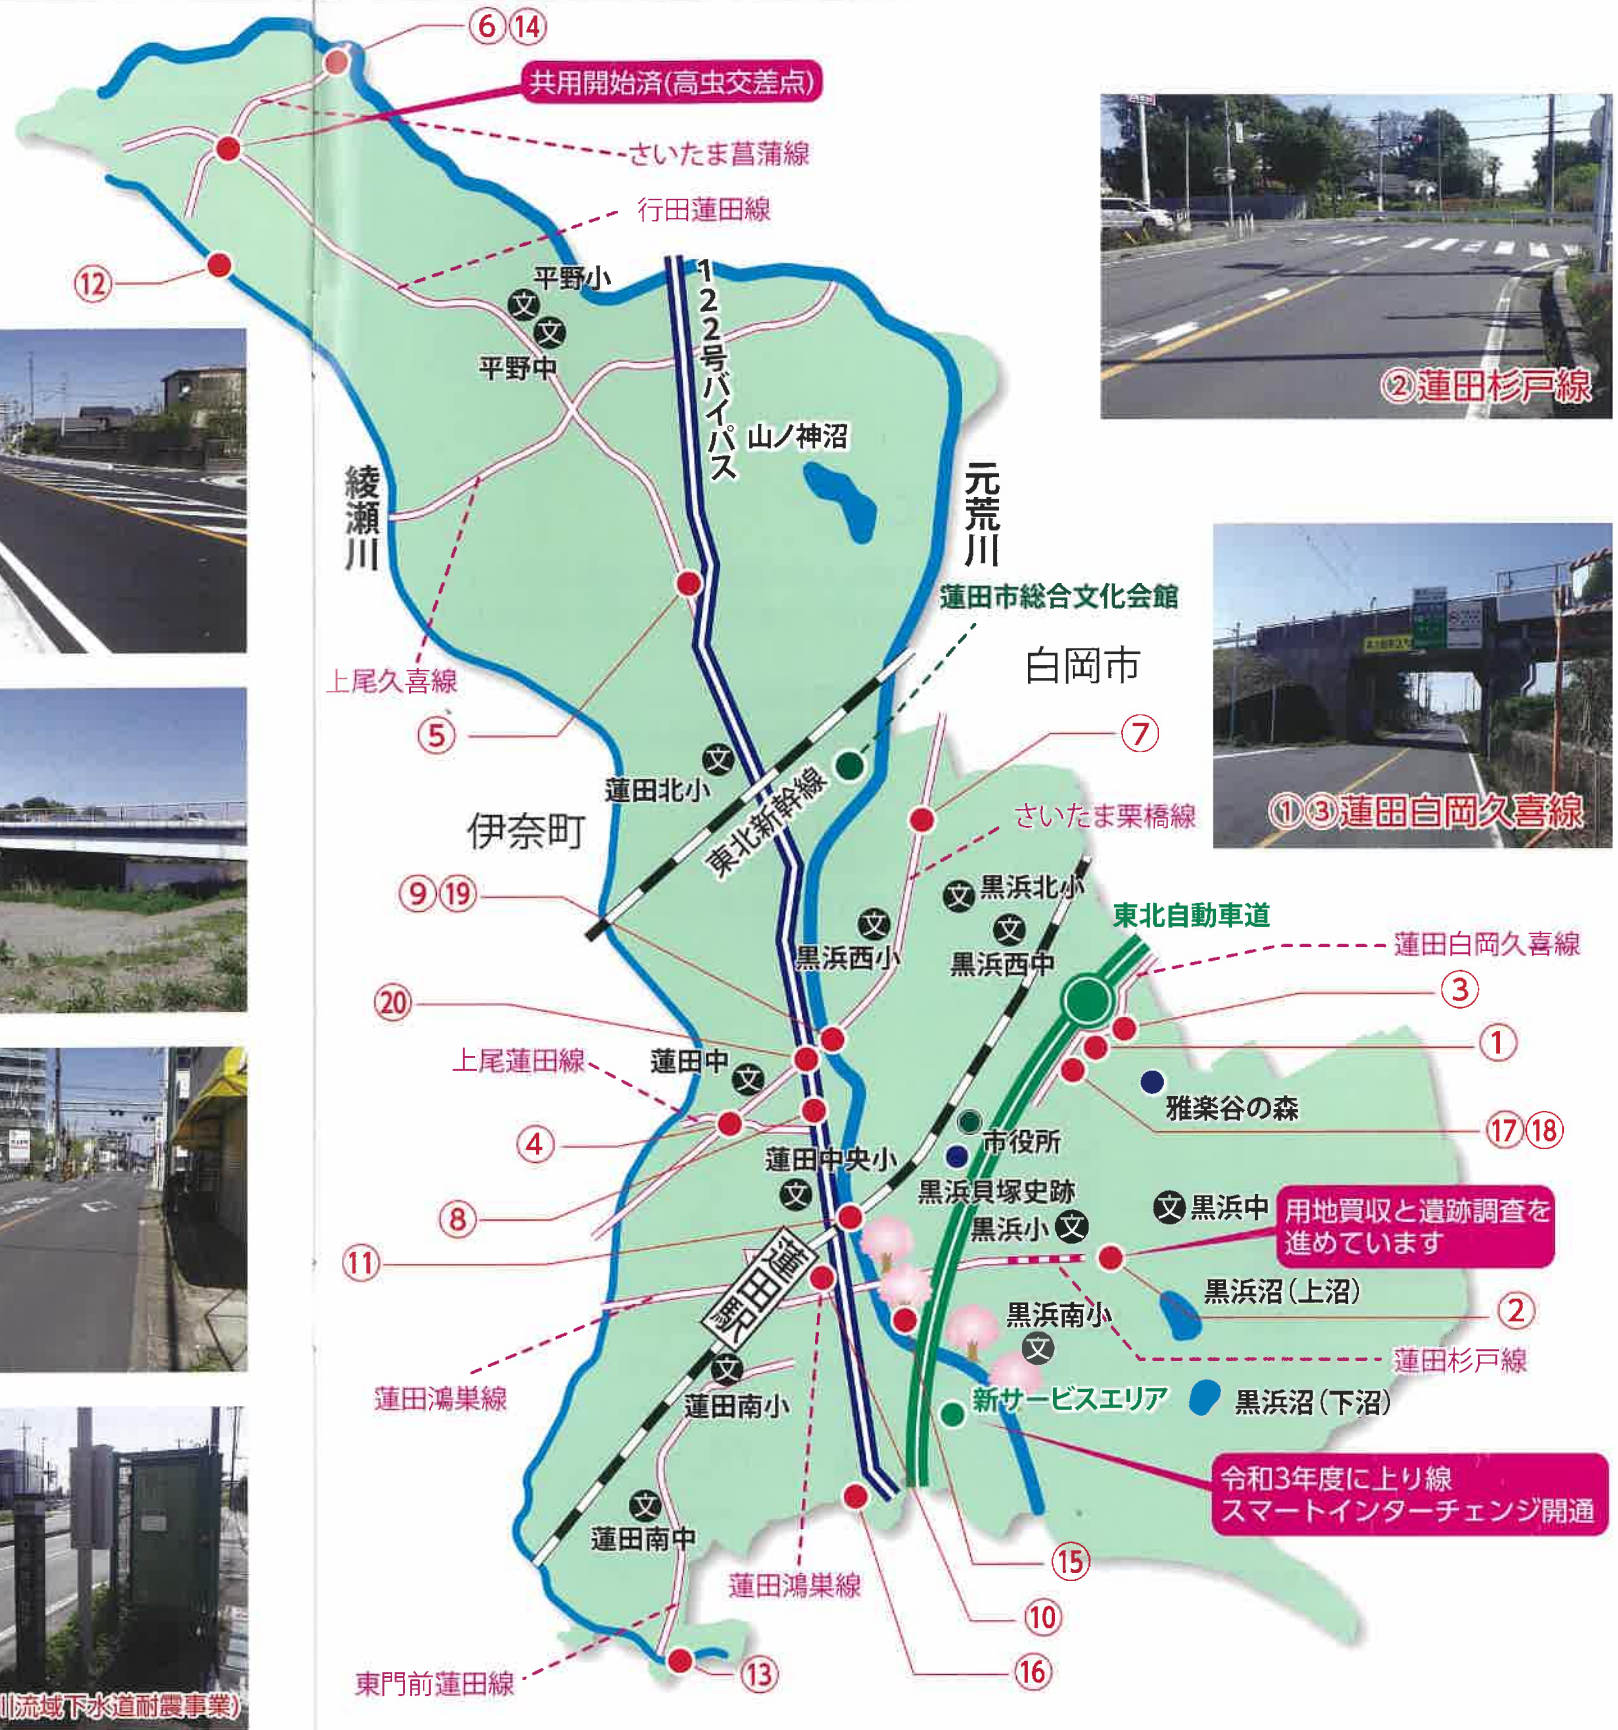 ⑥⑭
共用開始済(高虫交差点)
さいたま菖蒲線
行田蓮田線
⑫
平野小
文
文
平野中
122号バイパス
山ノ神沼
②蓮田杉戸線
綾瀬川
元荒川
蓮田市総合文化会館
白岡市
上尾久喜線
⑤
⑦
文
蓮田北小
東北新幹線
①③蓮田白岡久喜線
伊奈町
さいたま栗橋線
⑨⑲
文
黒浜北小
文
黒浜西小
文
黒浜西中
東北自動車道
蓮田白岡久喜線
⑳
③
上尾蓮田線
蓮田中
文
①
雅楽谷の森
④
市役所
⑰⑱
蓮田中央小
文
黒浜貝塚史跡
⑧
黒浜小
文
文
黒浜中
用地買収と遺跡調査を
進めています
⑪
蓮田駅
黒浜沼(上沼)
②
黒浜南小
文
蓮田杉戸線
蓮田鴻巣線
文
蓮田南小
新サービスエリア
黒浜沼(下沼)
令和3年度に上り線
スマートインターチェンジ開通
文
蓮田南中
⑮
蓮田鴻巣線
⑩
東門前蓮田線
⑬
⑯
川流域下水道耐震事業)